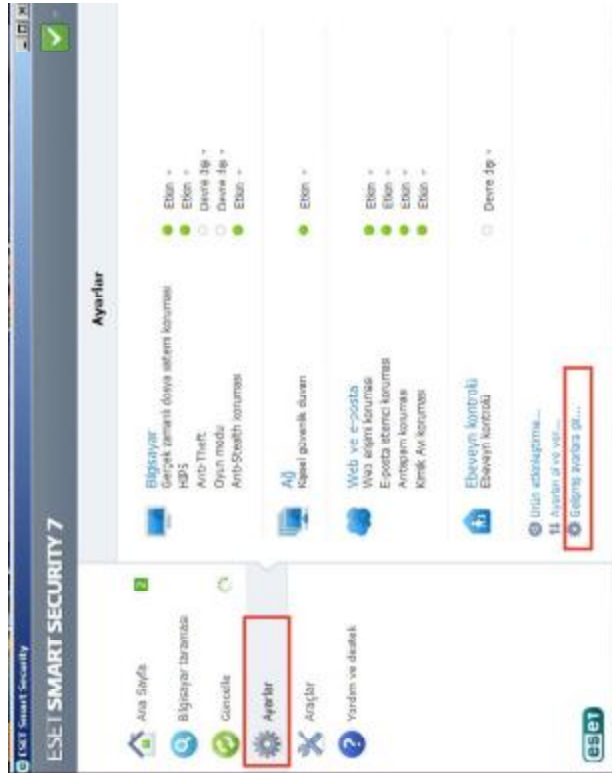 ESET Smart Security
ESET SMART SECURITY 7
Ana Sayfa 2
Bilgisayar taraması
Güncelle
Ayarlar
Araçlar
Yardım ve destek
eset
Ayarlar
Bilgisayar
Gerçek zamanlı dosya sistemi koruması Etkin
HIPS Etkin
Anti-Theft Devre dışı
Oyun modu Devre dışı
Anti-Stealth koruması Etkin
Ağ
Kişisel güvenlik duvarı Etkin
Web ve e-posta
Web erişimi koruması Etkin
E-posta istemci koruması Etkin
Antispam koruması Etkin
Kimlik Avı koruması Etkin
Ebeveyn kontrolü
Ebeveyn kontrolü Devre dışı
Ürün etkinleştirme...
Ayarları al ve ver...
Gelişmiş ayarlara git...